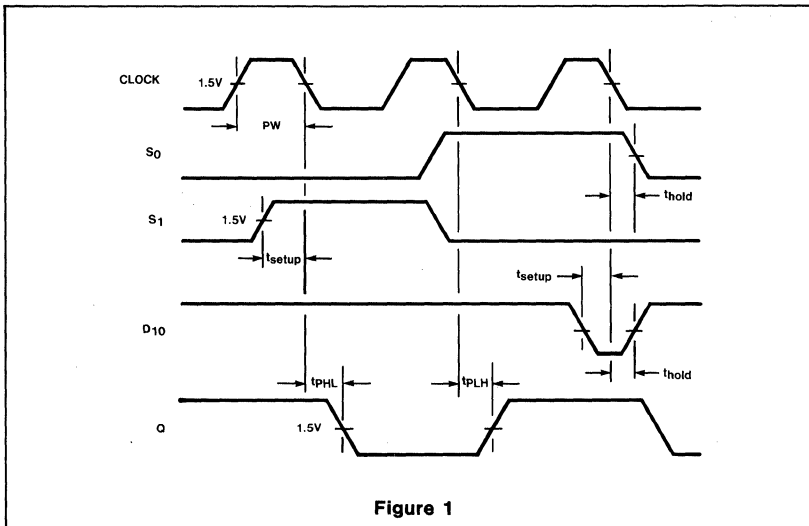 CLOCK
1.5V
PW
S0
thold
S1
1.5V
tsetup
tsetup
D10
thold
tPHL
tPLH
Q
1.5V
Figure 1